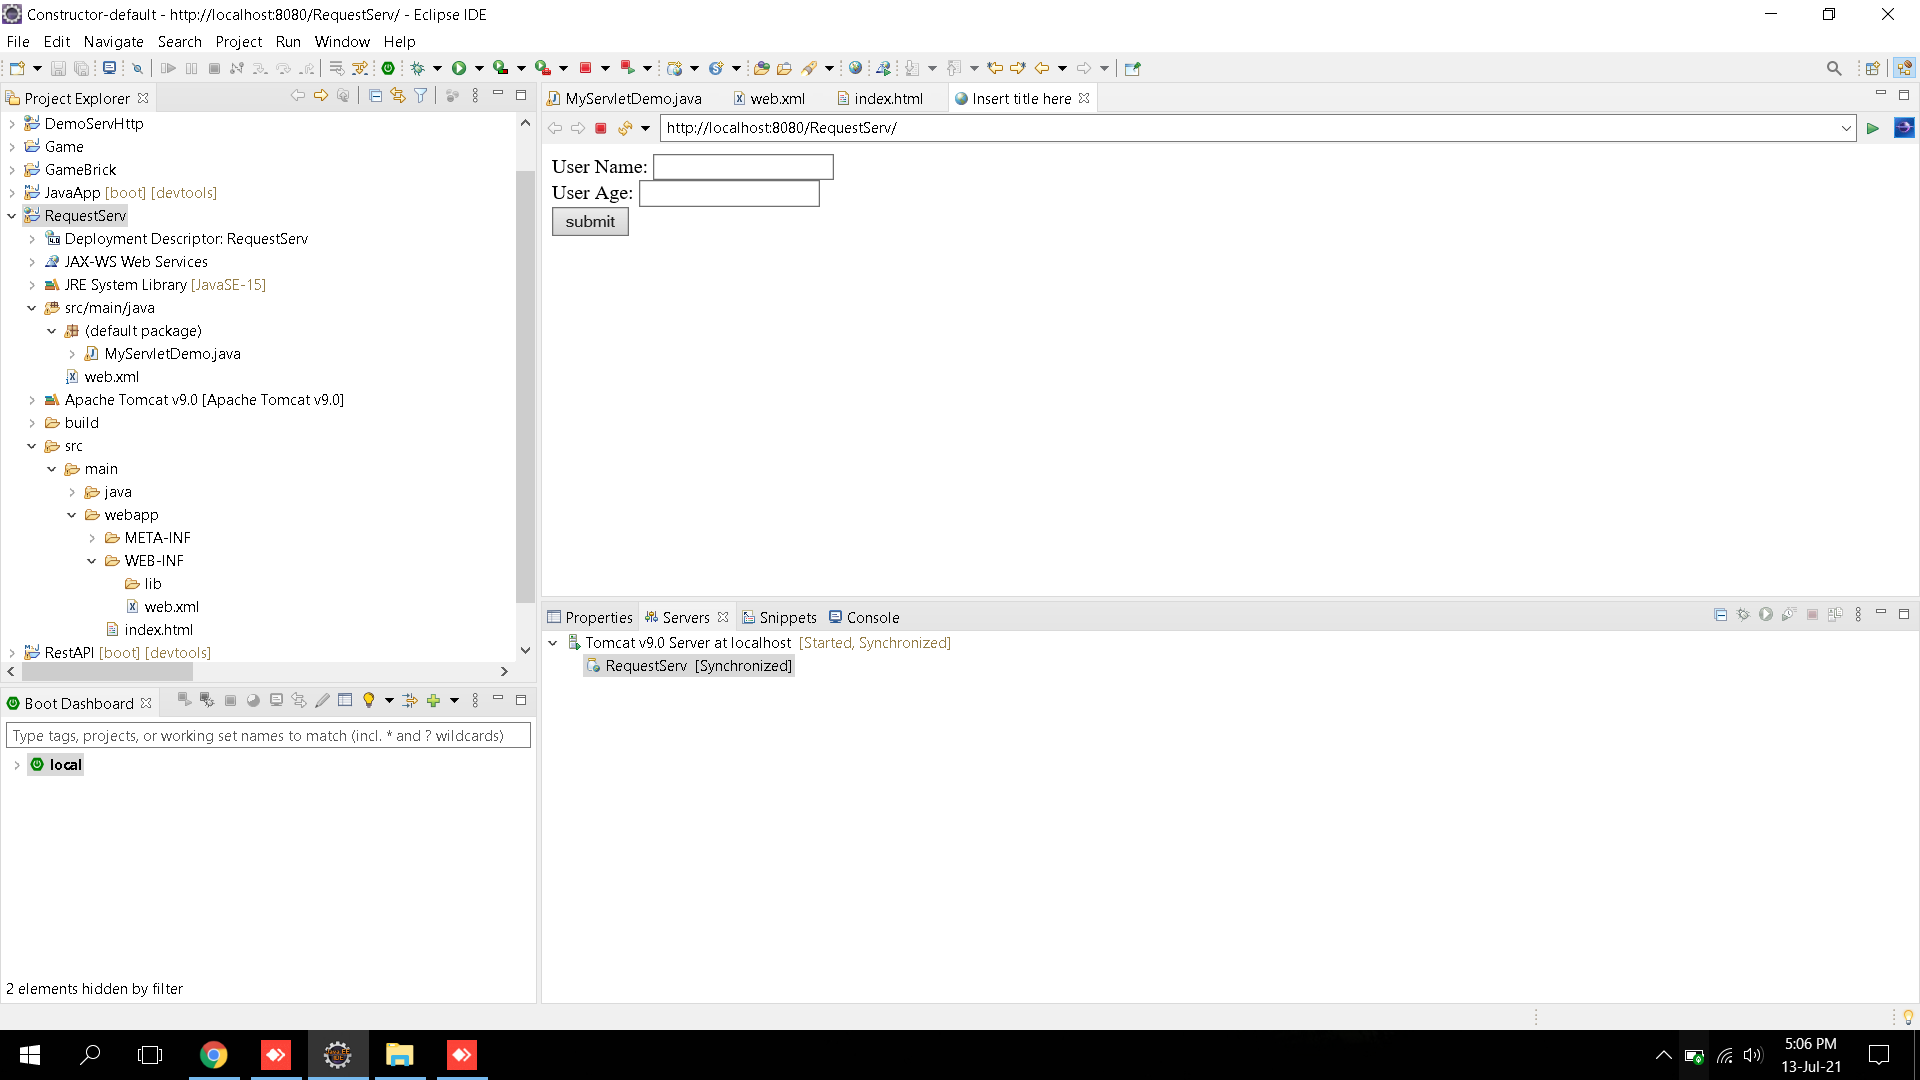 Constructor-default - http://localhost:8080/RequestServ/ - Eclipse IDE
File Edit Navigate Search Project Run Window Help
Project Explorer
DemoServHttp
Game
GameBrick
JavaApp [boot] [devtools]
RequestServ
Deployment Descriptor: RequestServ
JAX-WS Web Services
JRE System Library [JavaSE-15]
src/main/java
(default package)
MyServletDemo.java
web.xml
Apache Tomcat v9.0 [Apache Tomcat v9.0]
build
src
main
java
webapp
META-INF
WEB-INF
lib
web.xml
index.html
RestAPI [boot] [devtools]
Boot Dashboard
Type tags, projects, or working set names to match (incl. * and ? wildcards)
local
2 elements hidden by filter
MyServletDemo.java web.xml index.html Insert title here
http://localhost:8080/RequestServ/
User Name:
User Age:
submit
Properties Servers Snippets Console
Tomcat v9.0 Server at localhost [Started, Synchronized]
RequestServ [Synchronized]
5:06 PM
13-Jul-21